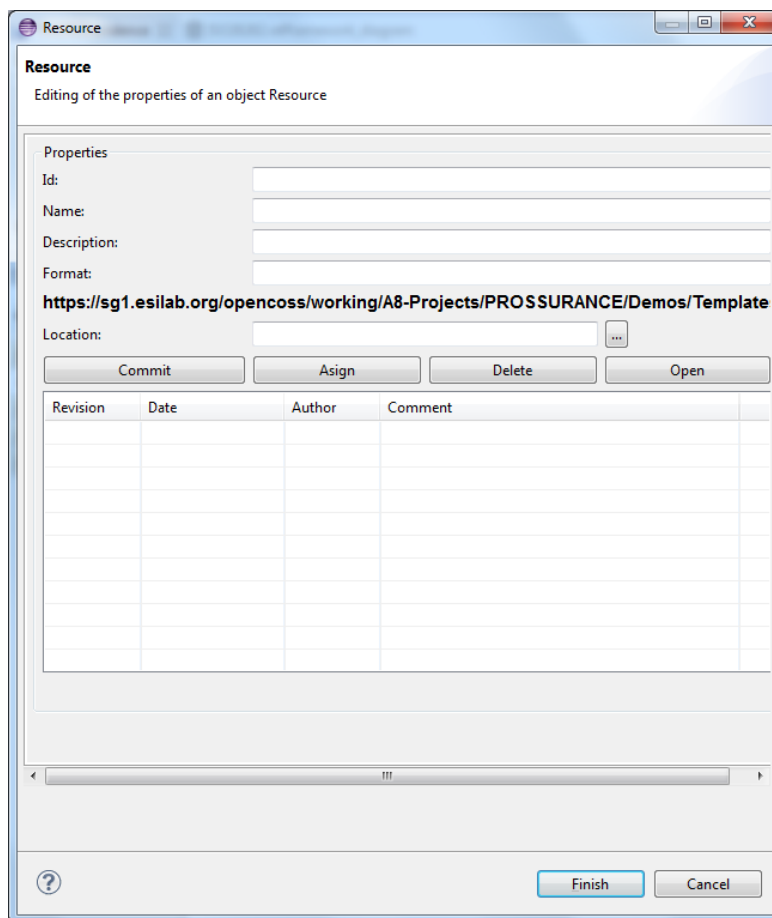 Resource
Resource
Editing of the properties of an object Resource
Properties
Id:
Name:
Description:
Format:
https://sg1.esilab.org/opencoss/working/A8-Projects/PROSSURANCE/Demos/Template
Location: ...
Commit Asign Delete Open
Revision Date Author Comment
Finish Cancel